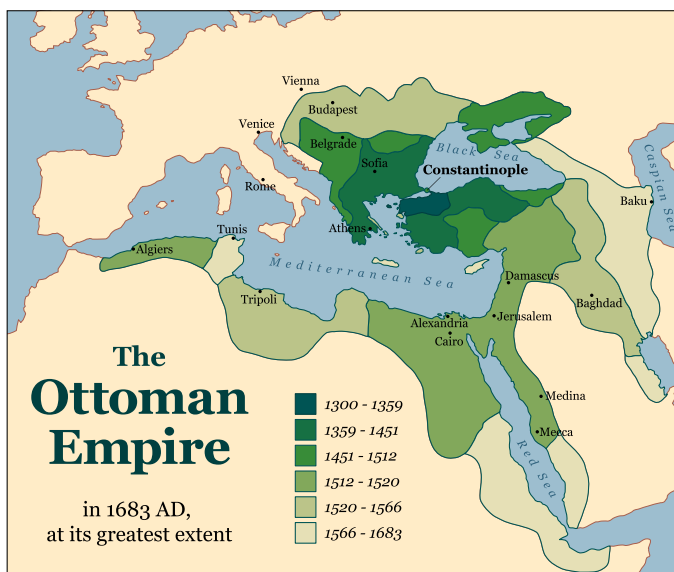 Vienna
Budapest
Venice
Belgrade
Black Sea
Caspian Sea
Sofia
Constantinople
Rome
Baku
Tunis
Athens
Algiers
Mediterranean Sea
Damascus
Tripoli
Baghdad
Alexandria
Jerusalem
Cairo
The
Ottoman
Empire
in 1683 AD,
at its greatest extent
1300 - 1359
1359 - 1451
1451 - 1512
1512 - 1520
1520 - 1566
1566 - 1683
Medina
Mecca
Red Sea